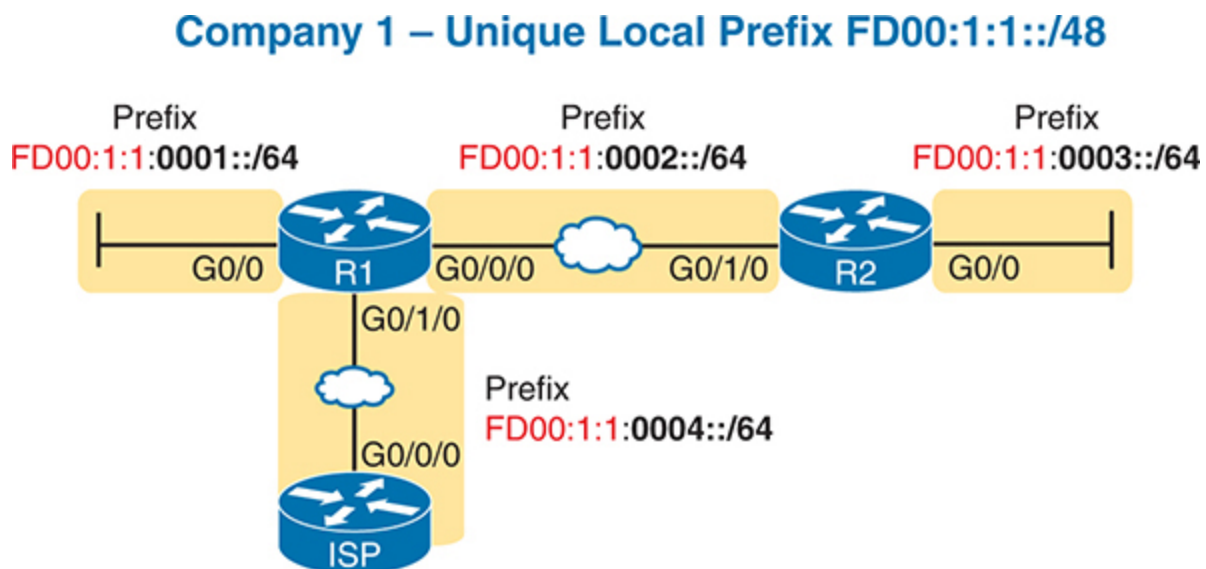 Company 1 – Unique Local Prefix FD00:1:1::/48
Prefix
FD00:1:1:0001::/64
Prefix
FD00:1:1:0002::/64
Prefix
FD00:1:1:0003::/64
G0/0
R1
G0/0/0
G0/1/0
R2
G0/0
G0/1/0
Prefix
FD00:1:1:0004::/64
G0/0/0
ISP